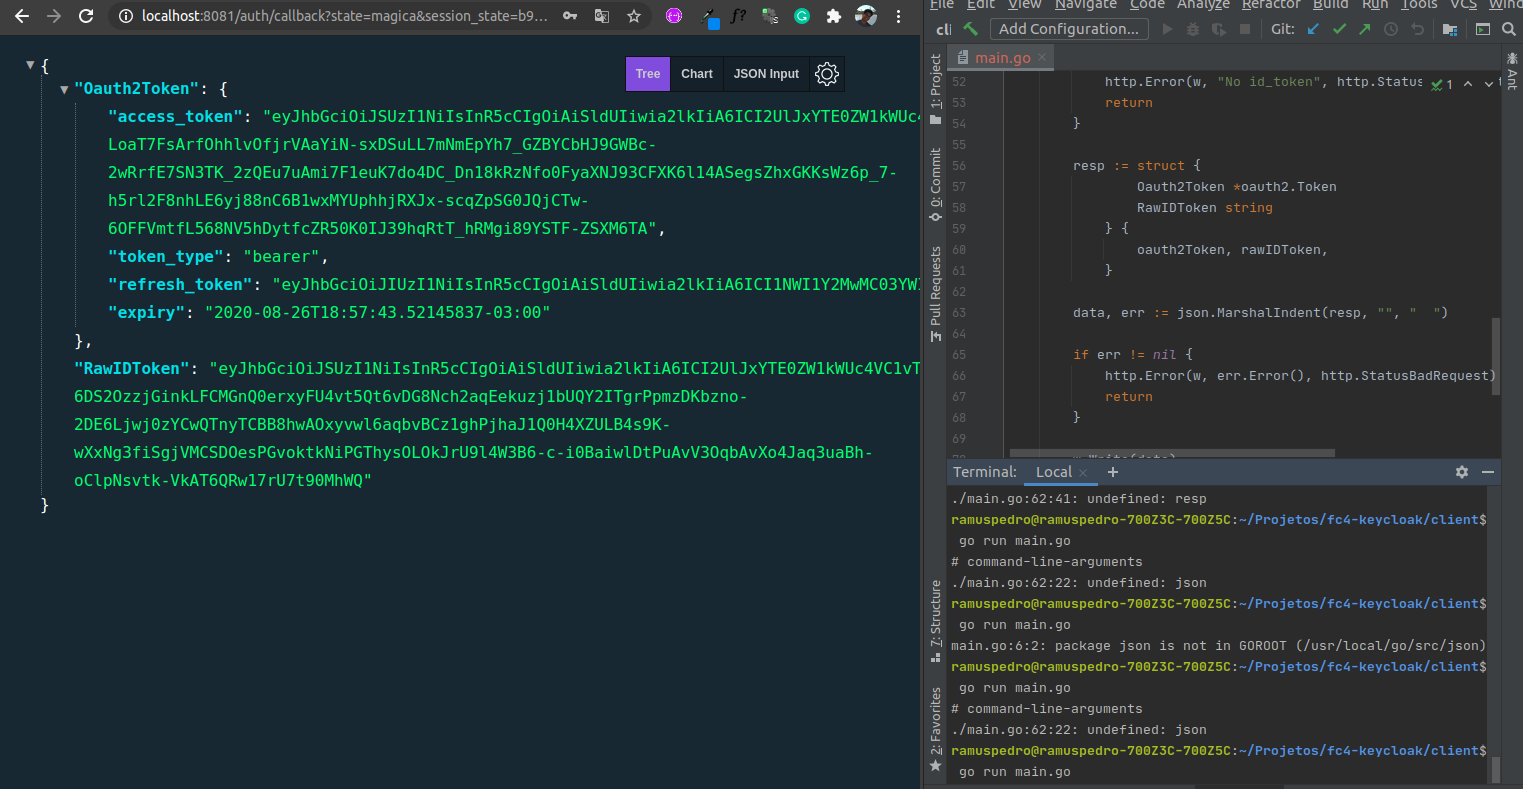 localhost:8081/auth/callback?state=magica&session_state=b9...
Tree
Chart
JSON Input
{
"Oauth2Token": {
"access_token": "eyJhbGciOiJSUzI1NiIsInR5cCIgOiAiSldUIiwia2lkIiA6ICI2UlJxYTE0ZW1kWUc4
LoaT7FsArfOhhlvOfjrVAaYiN-sxDSuLL7mNmEpYh7_GZBYCbHJ9GWBc-
2wRrfE7SN3TK_2zQEu7uAmi7F1euK7do4DC_Dn18kRzNfo0FyaXNJ93CFXK6l14ASegsZhxGKKsWz6p_7-
h5rl2F8nhLE6yj88nC6B1wxMYUphhjRXJx-scqZpSG0JQjCTw-
6OFFVmtfL568NV5hDytfcZR50K0IJ39hqRtT_hRMgi89YSTF-ZSXM6TA",
"token_type": "bearer",
"refresh_token": "eyJhbGciOiJIUzI1NiIsInR5cCIgOiAiSldUIiwia2lkIiA6ICI1NWI1Y2MwMC03YWI
"expiry": "2020-08-26T18:57:43.52145837-03:00"
},
"RawIDToken": "eyJhbGciOiJSUzI1NiIsInR5cCIgOiAiSldUIiwia2lkIiA6ICI2UlJxYTE0ZW1kWUc4VC1vT
6DS2OzzjGinkLFCMGnQ0erxyFU4vt5Qt6vDG8Nch2aqEekuzj1bUQY2ITgrPpmzDKbzno-
2DE6Ljwj0zYCwQTnyTCBB8hwAOxyvwl6aqbvBCz1ghPjhaJ1Q0H4XZULB4s9K-
wXxNg3fiSgjVMCSDOesPGvoktkNiPGThysOLOkJrU9l4W3B6-c-i0BaiwlDtPuAvV3OqbAvXo4Jaq3uaBh-
oClpNsvtk-VkAT6QRw17rU7t90MhWQ"
}
File Edit View Navigate Code Analyze Refactor Build Run Tools VCS Wind
cli
Add Configuration...
Git:
main.go
1: Project
0: Commit
Pull Requests
7: Structure
2: Favorites
Ant
1
52 http.Error(w, "No id_token", http.Status
53 return
54 }
55
56 resp := struct {
57 Oauth2Token *oauth2.Token
58 RawIDToken string
59 } {
60 oauth2Token, rawIDToken,
61 }
62
63 data, err := json.MarshalIndent(resp, "", "  ")
64
65 if err != nil {
66 http.Error(w, err.Error(), http.StatusBadRequest)
67 return
68 }
69
70 w.Write(data)
Terminal: Local +
./main.go:62:41: undefined: resp
ramuspedro@ramuspedro-700Z3C-700Z5C:~/Projetos/fc4-keycloak/client$
go run main.go
# command-line-arguments
./main.go:62:22: undefined: json
ramuspedro@ramuspedro-700Z3C-700Z5C:~/Projetos/fc4-keycloak/client$
go run main.go
main.go:6:2: package json is not in GOROOT (/usr/local/go/src/json)
ramuspedro@ramuspedro-700Z3C-700Z5C:~/Projetos/fc4-keycloak/client$
go run main.go
# command-line-arguments
./main.go:62:22: undefined: json
ramuspedro@ramuspedro-700Z3C-700Z5C:~/Projetos/fc4-keycloak/client$
go run main.go